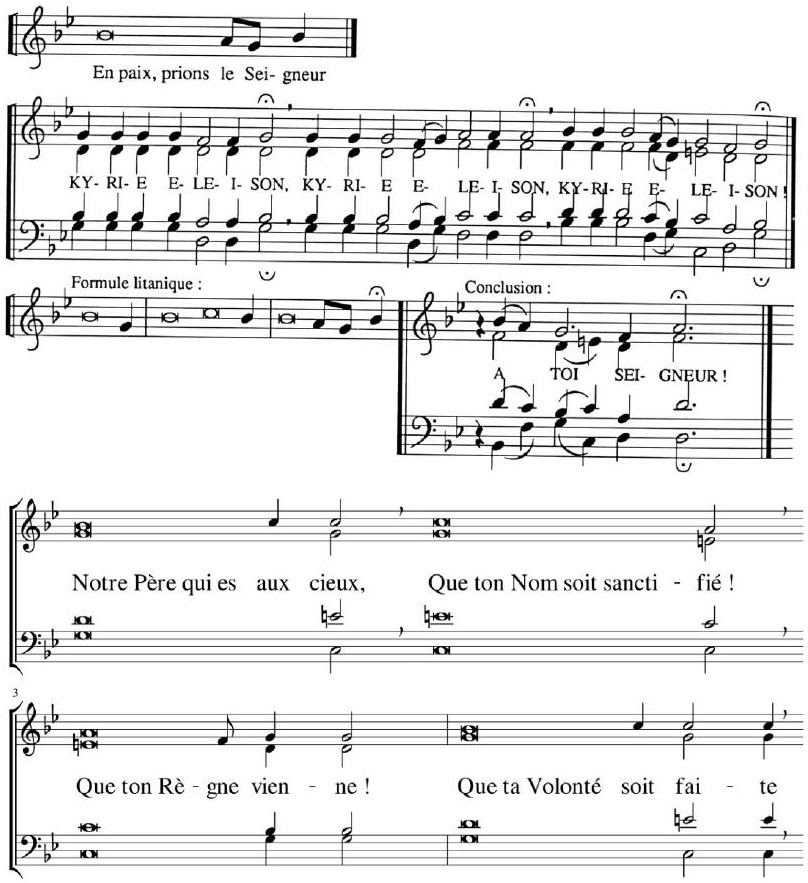 En paix, prions le Sei- gneur
KY- RI- E E- LE- I- SON, KY- RI- E E- LE- I- SON, KY- RI- E E- LE- I- SON !
Formule litanique :
Conclusion :
A TOI SEI- GNEUR !
Notre Père qui es aux cieux, Que ton Nom soit sancti - fié !
3
Que ton Rè - gne vien - ne ! Que ta Volonté soit fai - te